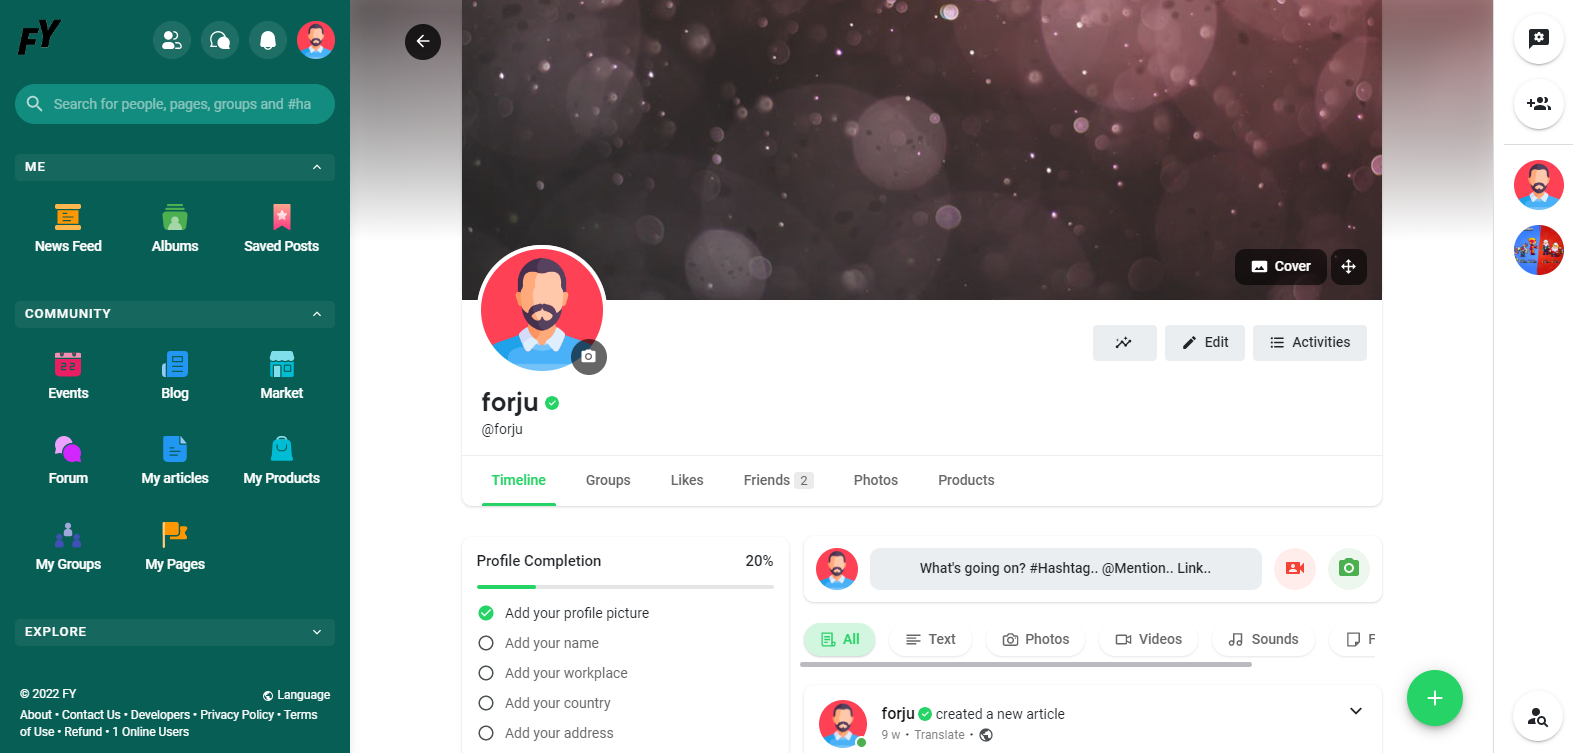 FY
Search for people, pages, groups and #ha
ME
News Feed
Albums
Saved Posts
COMMUNITY
22
Events
Blog
Market
Forum
My articles
My Products
My Groups
My Pages
EXPLORE
© 2022 FY
Language
About • Contact Us • Developers • Privacy Policy • Terms
of Use • Refund • 1 Online Users
Cover
Edit
Activities
forju
@forju
Timeline
Groups
Likes
Friends 2
Photos
Products
Profile Completion
20%
Add your profile picture
Add your name
Add your workplace
Add your country
Add your address
What's going on? #Hashtag.. @Mention.. Link..
All
Text
Photos
Videos
Sounds
F
forju created a new article
9 w • Translate •